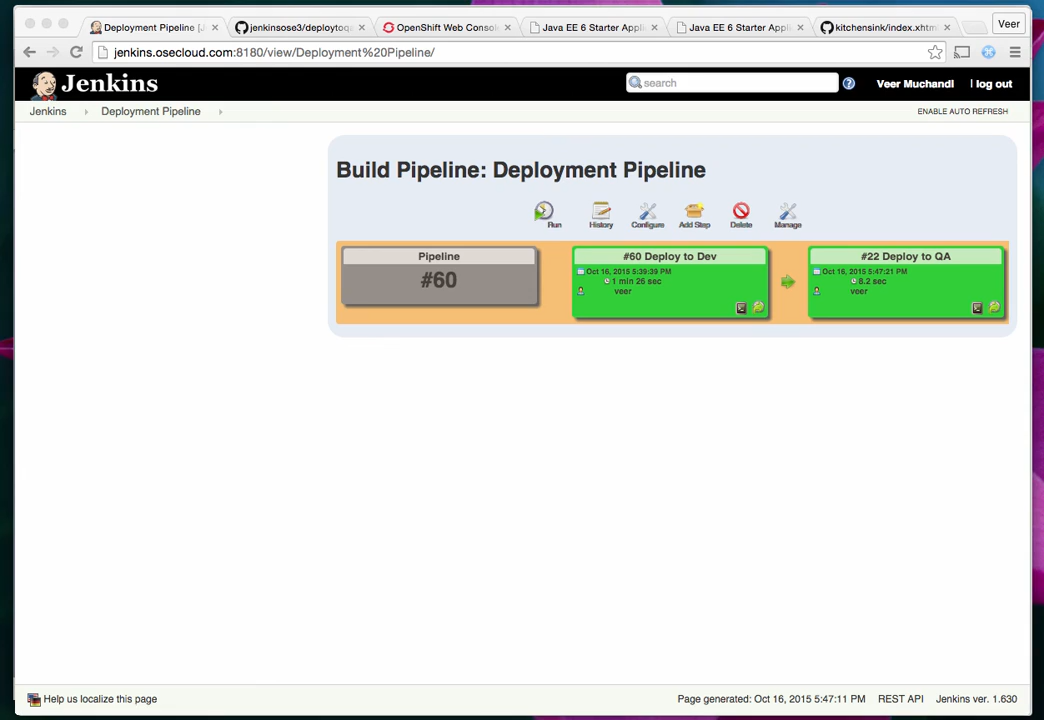 Deployment Pipeline [J
jenkinsose3/deploytoqa
OpenShift Web Consol
Java EE 6 Starter Appli
Java EE 6 Starter Appli
kitchensink/index.xhtm
Veer
jenkins.osecloud.com:8180/view/Deployment%20Pipeline/
Jenkins
search
Veer Muchandi
| log out
Jenkins
Deployment Pipeline
ENABLE AUTO REFRESH
Build Pipeline: Deployment Pipeline
Run
History
Configure
Add Step
Delete
Manage
Pipeline
#60
#60 Deploy to Dev
Oct 16, 2015 5:39:39 PM
1 min 26 sec
veer
#22 Deploy to QA
Oct 16, 2015 5:47:21 PM
8.2 sec
veer
Help us localize this page
Page generated: Oct 16, 2015 5:47:11 PM
REST API
Jenkins ver. 1.630